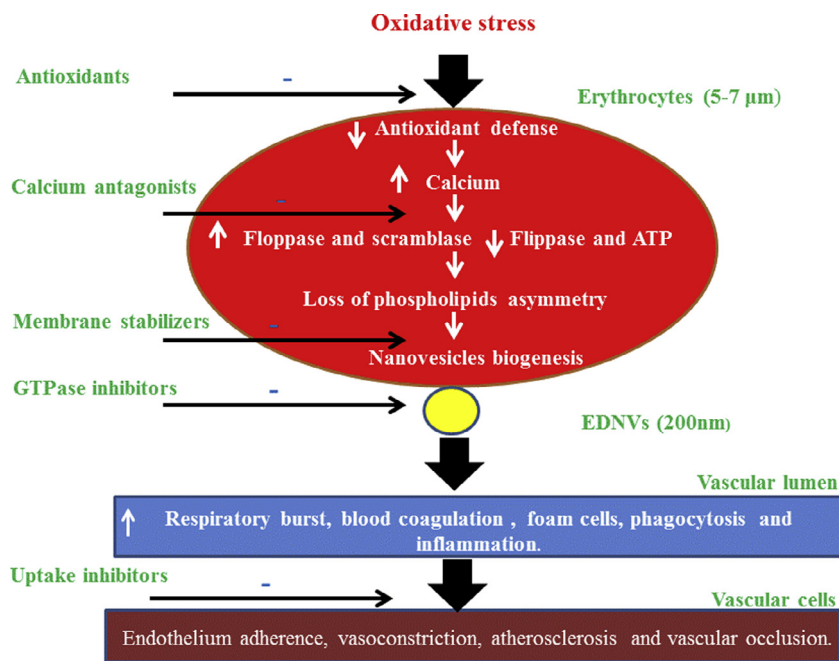 Oxidative stress
Antioxidants
-
Erythrocytes (5-7 µm)
Antioxidant defense
Calcium
Calcium antagonists
-
Floppase and scramblase
Flippase and ATP
Loss of phospholipids asymmetry
Membrane stabilizers
-
Nanovesicles biogenesis
GTPase inhibitors
-
EDNVs (200nm)
Vascular lumen
Respiratory burst, blood coagulation , foam cells, phagocytosis and
inflammation.
Uptake inhibitors
-
Vascular cells
Endothelium adherence, vasoconstriction, atherosclerosis and vascular occlusion.